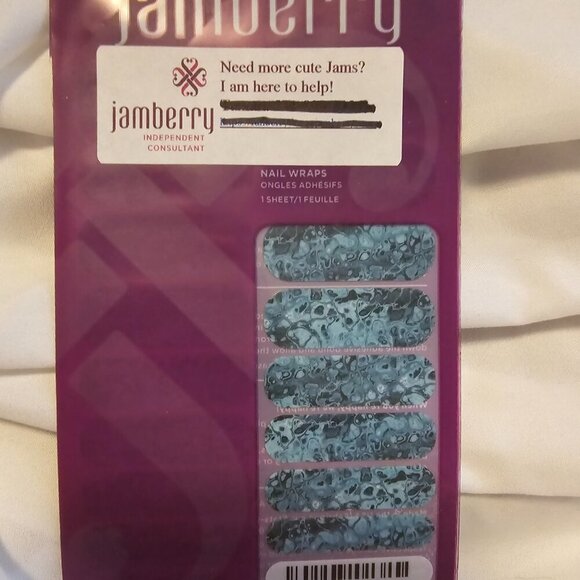 jamberry
Need more cute Jams?
I am here to help!
jamberry
INDEPENDENT
CONSULTANT
NAIL WRAPS
ONGLES ADHÉSIFS
1 SHEET/1 FEUILLE